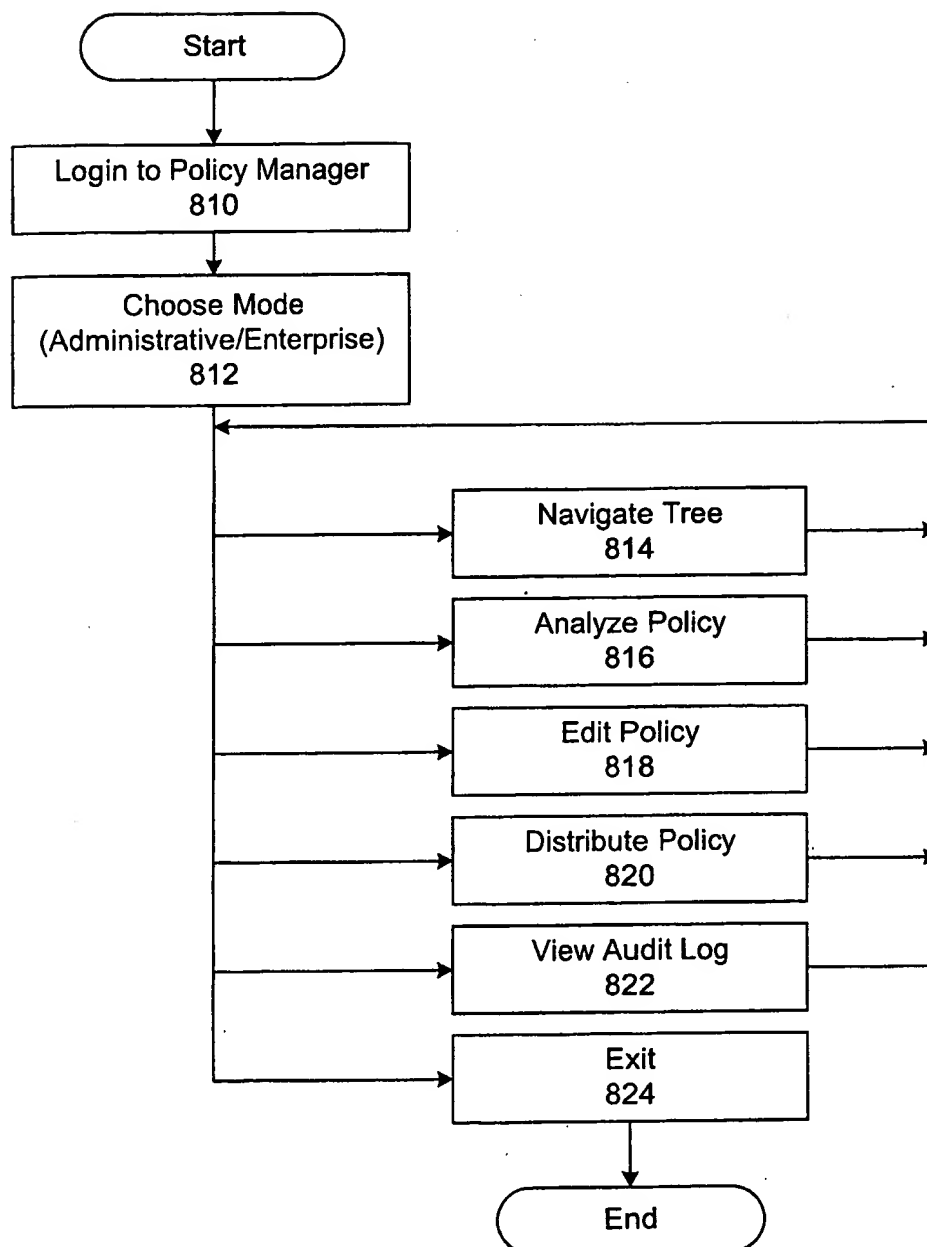 Start
Login to Policy Manager
810
Choose Mode
(Administrative/Enterprise)
812
Navigate Tree
814
Analyze Policy
816
Edit Policy
818
Distribute Policy
820
View Audit Log
822
Exit
824
End